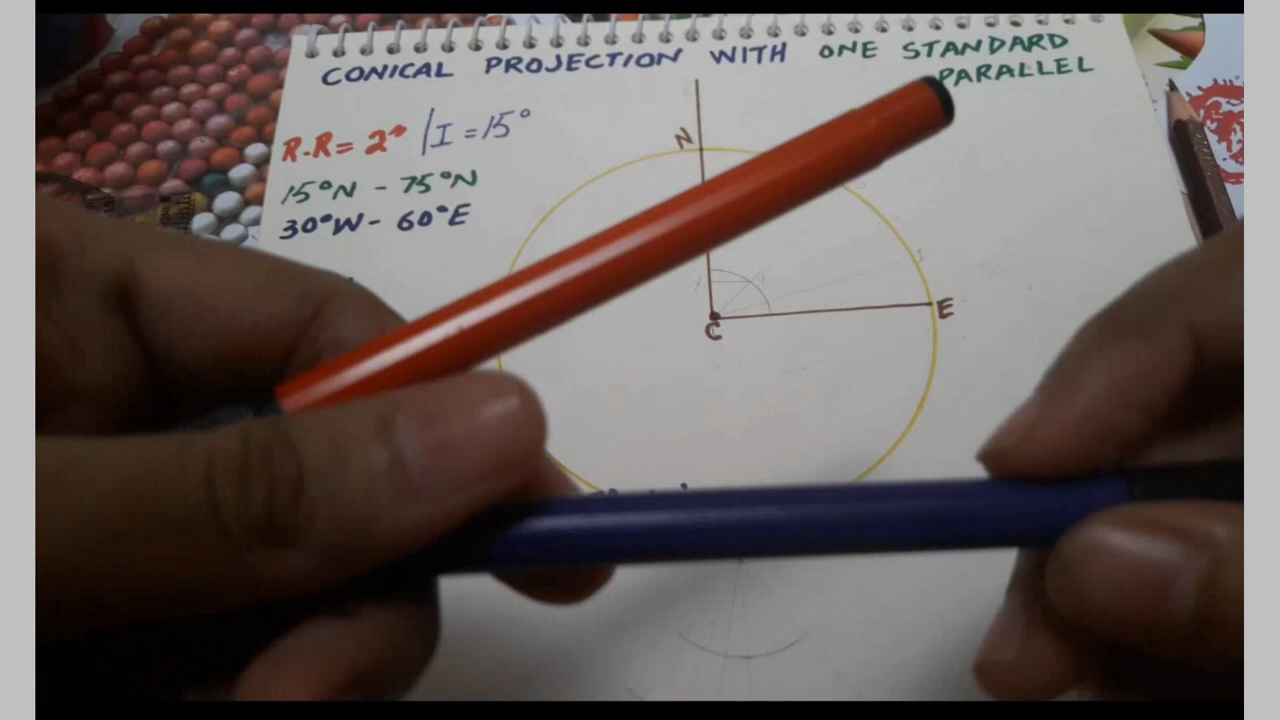 CONICAL PROJECTION WITH ONE STANDARD
PARALLEL
R.R = 2" | I = 15°
15°N - 75°N
30°W - 60°E
N
E
C